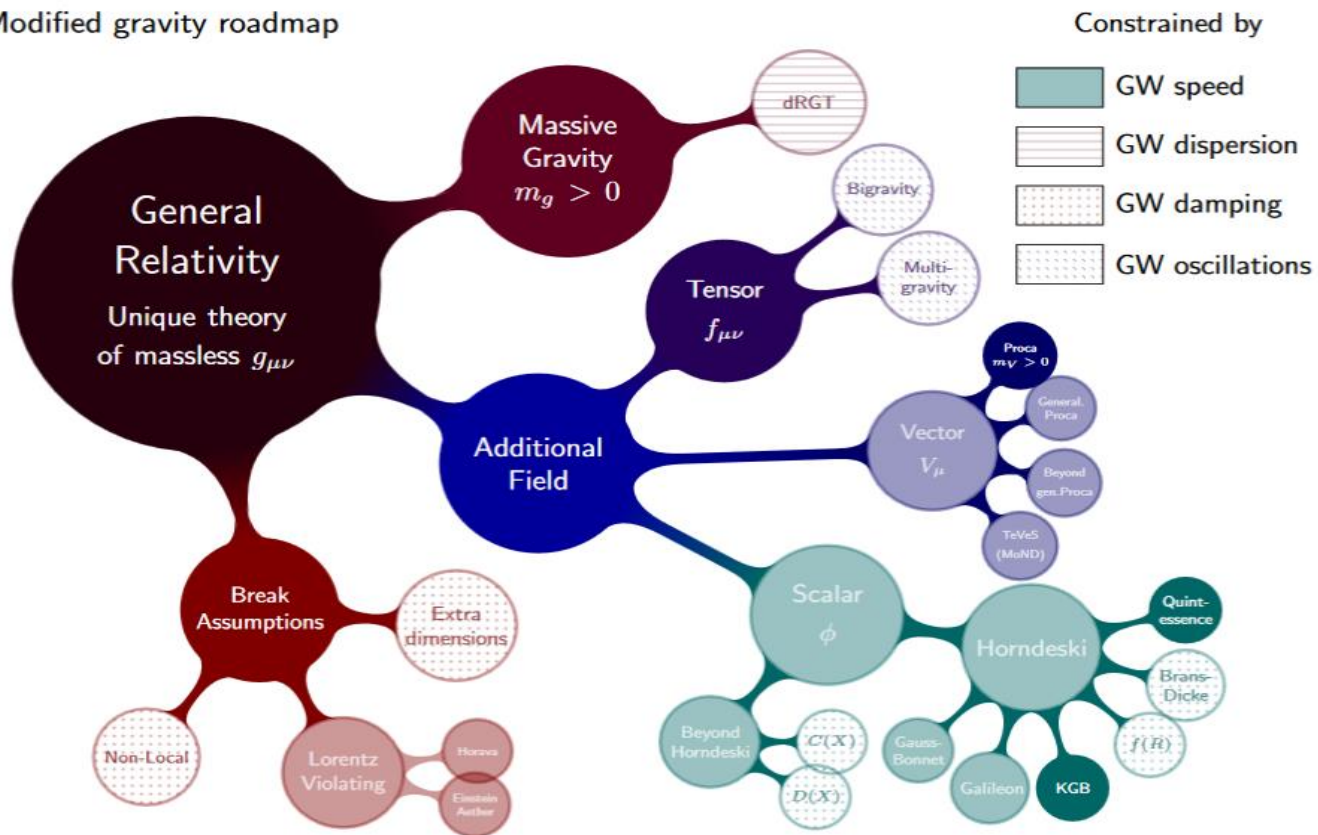 Modified gravity roadmap
Constrained by
GW speed
GW dispersion
GW damping
GW oscillations
General
Relativity
Unique theory
of massless gμν
Massive
Gravity
m_g > 0
dRGT
Bigravity
Multi-
gravity
Tensor
fμν
Additional
Field
Vector
Vμ
Proca
m_V > 0
General.
Proca
Beyond
gen.Proca
TeVeS
(MoND)
Scalar
ϕ
Horndeski
Quint-
essence
Brans-
Dicke
f(R)
KGB
Galileon
Gauss-
Bonnet
Beyond
Horndeski
C(X)
D(X)
Break
Assumptions
Extra
dimensions
Non-Local
Lorentz
Violating
Horava
Einstein
Aether